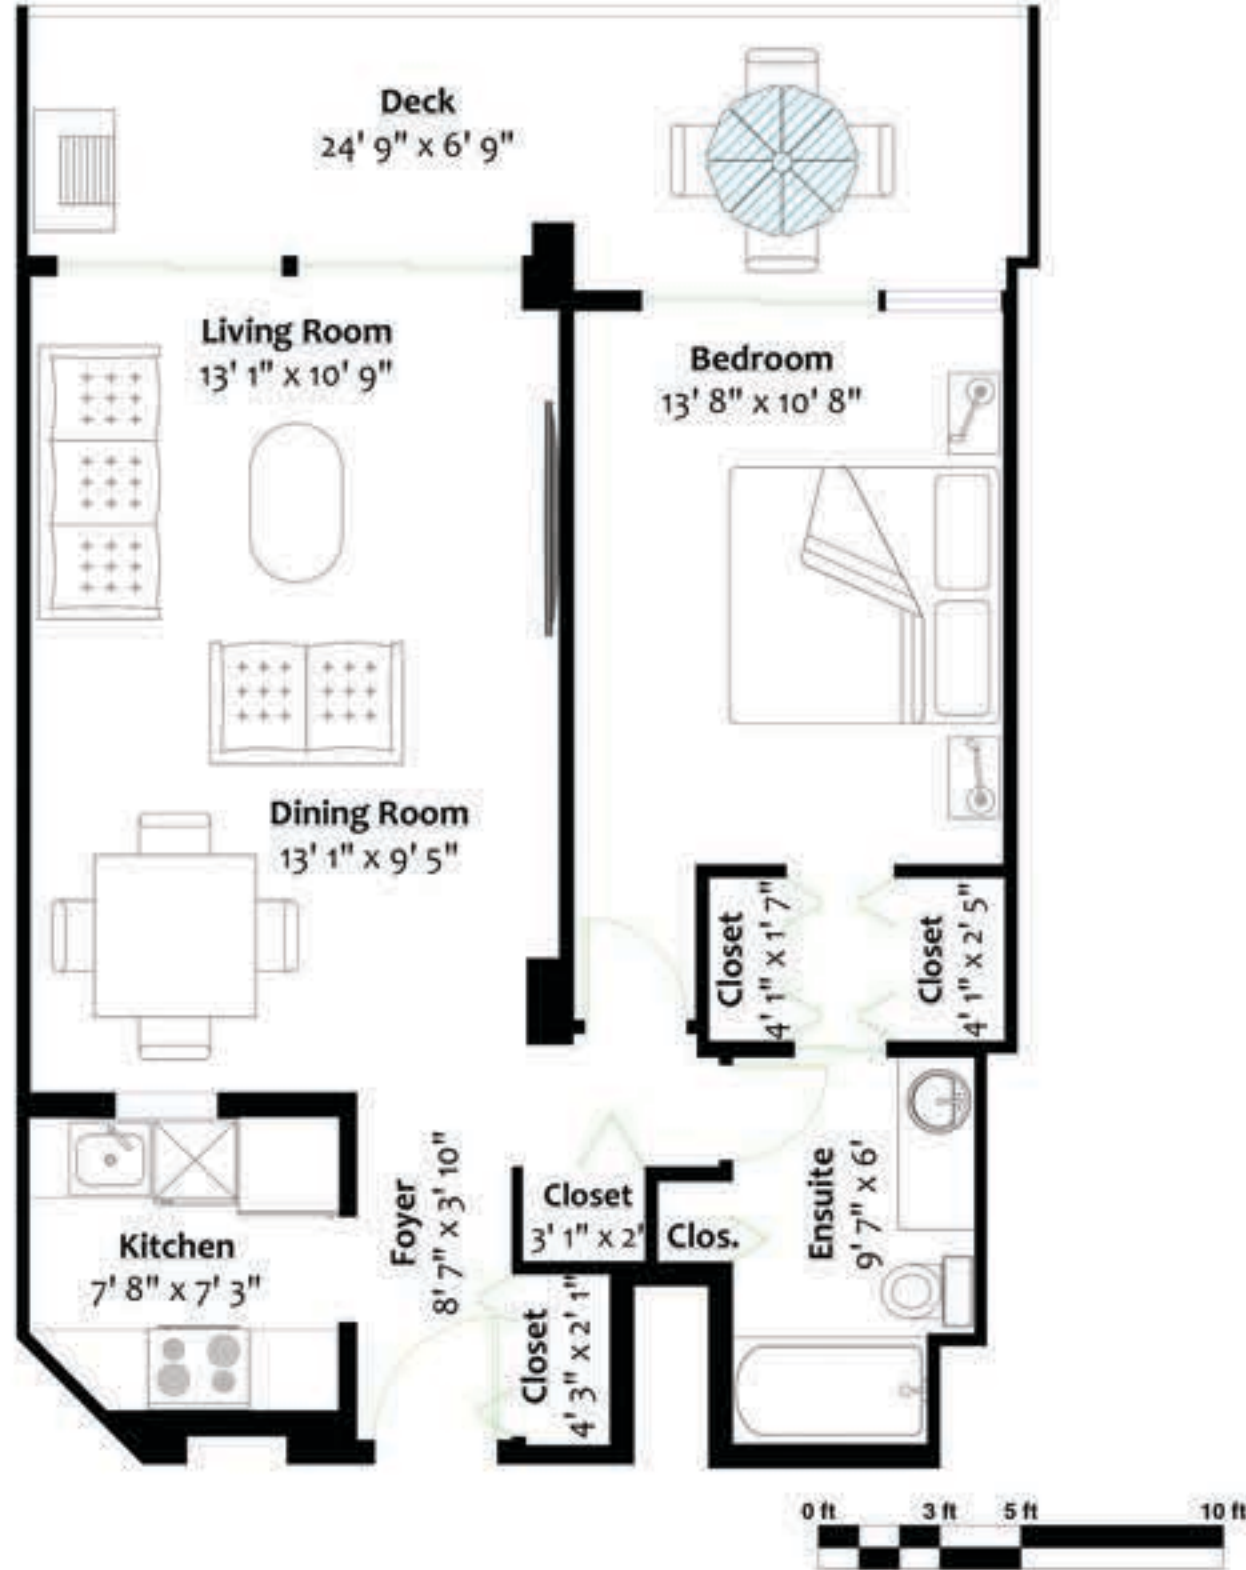 Deck
24' 9" x 6' 9"
Living Room
13' 1" x 10' 9"
Bedroom
13' 8" x 10' 8"
Dining Room
13' 1" x 9' 5"
Closet
4' 1" x 1' 7"
Closet
4' 1" x 2' 5"
Kitchen
7' 8" x 7' 3"
Foyer
8' 7" x 3' 10"
Closet
3' 1" x 2'
Clos.
Ensuite
9' 7" x 6'
Closet
4' 3" x 2' 1"
0 ft 3 ft 5 ft 10 ft